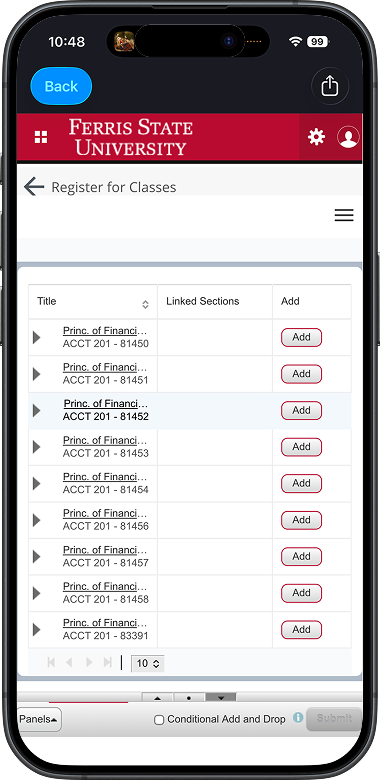 10:48
99
Back
FERRIS STATE
UNIVERSITY
Register for Classes
Title Linked Sections Add
Princ. of Financi...
ACCT 201 - 81450
Add
Princ. of Financi...
ACCT 201 - 81451
Add
Princ. of Financi...
ACCT 201 - 81452
Add
Princ. of Financi...
ACCT 201 - 81453
Add
Princ. of Financi...
ACCT 201 - 81454
Add
Princ. of Financi...
ACCT 201 - 81456
Add
Princ. of Financi...
ACCT 201 - 81457
Add
Princ. of Financi...
ACCT 201 - 81458
Add
Princ. of Financi...
ACCT 201 - 83391
Add
10
Panels
Conditional Add and Drop
Submit